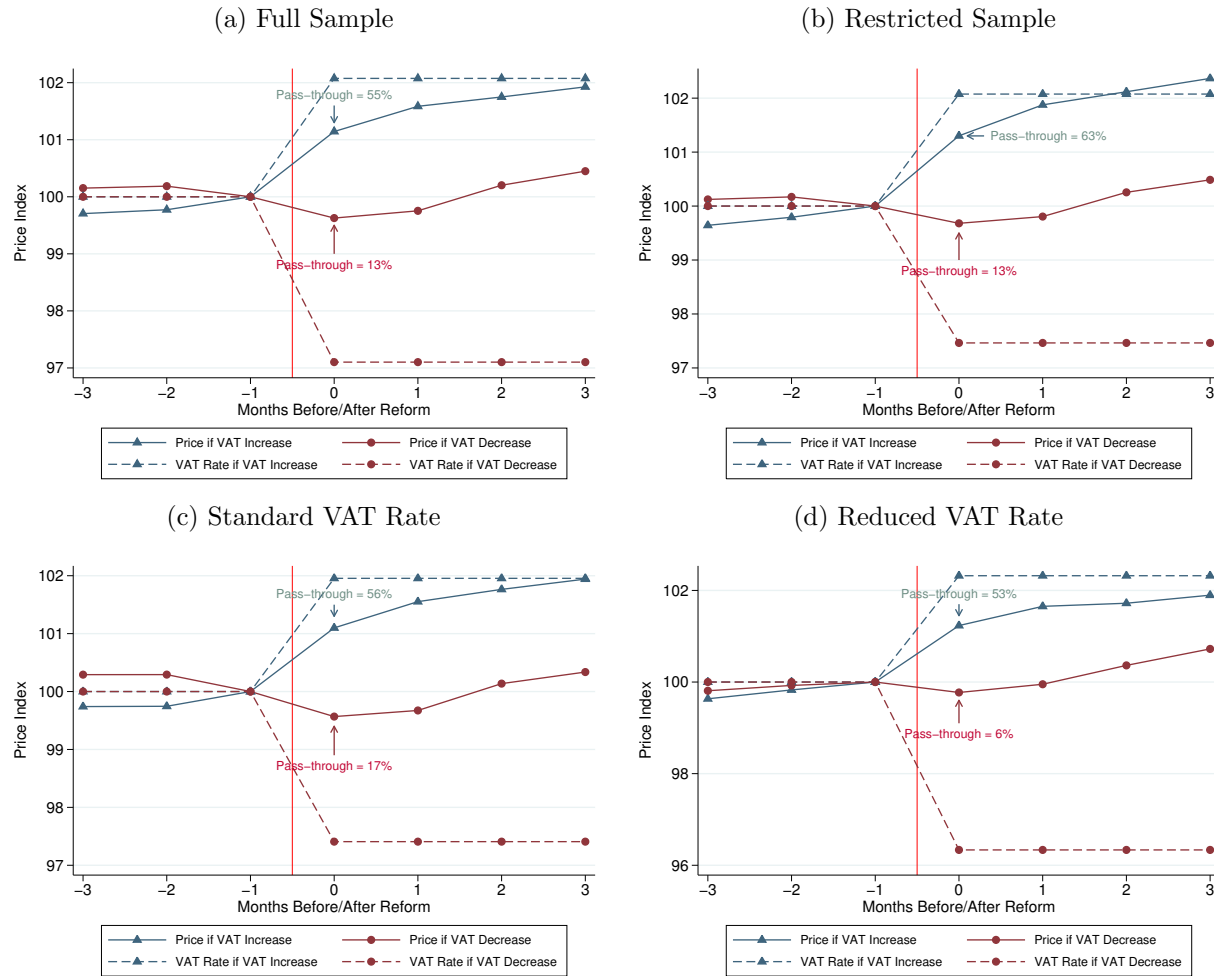 (a) Full Sample
102
101
100
99
98
97
Price Index
Pass−through = 55%
Pass−through = 13%
−3 −2 −1 0 1 2 3
Months Before/After Reform
Price if VAT Increase Price if VAT Decrease
VAT Rate if VAT Increase VAT Rate if VAT Decrease
(b) Restricted Sample
102
101
100
99
98
97
Price Index
Pass−through = 63%
Pass−through = 13%
−3 −2 −1 0 1 2 3
Months Before/After Reform
Price if VAT Increase Price if VAT Decrease
VAT Rate if VAT Increase VAT Rate if VAT Decrease
(c) Standard VAT Rate
102
101
100
99
98
97
Price Index
Pass−through = 56%
Pass−through = 17%
−3 −2 −1 0 1 2 3
Months Before/After Reform
Price if VAT Increase Price if VAT Decrease
VAT Rate if VAT Increase VAT Rate if VAT Decrease
(d) Reduced VAT Rate
102
100
98
96
Price Index
Pass−through = 53%
Pass−through = 6%
−3 −2 −1 0 1 2 3
Months Before/After Reform
Price if VAT Increase Price if VAT Decrease
VAT Rate if VAT Increase VAT Rate if VAT Decrease